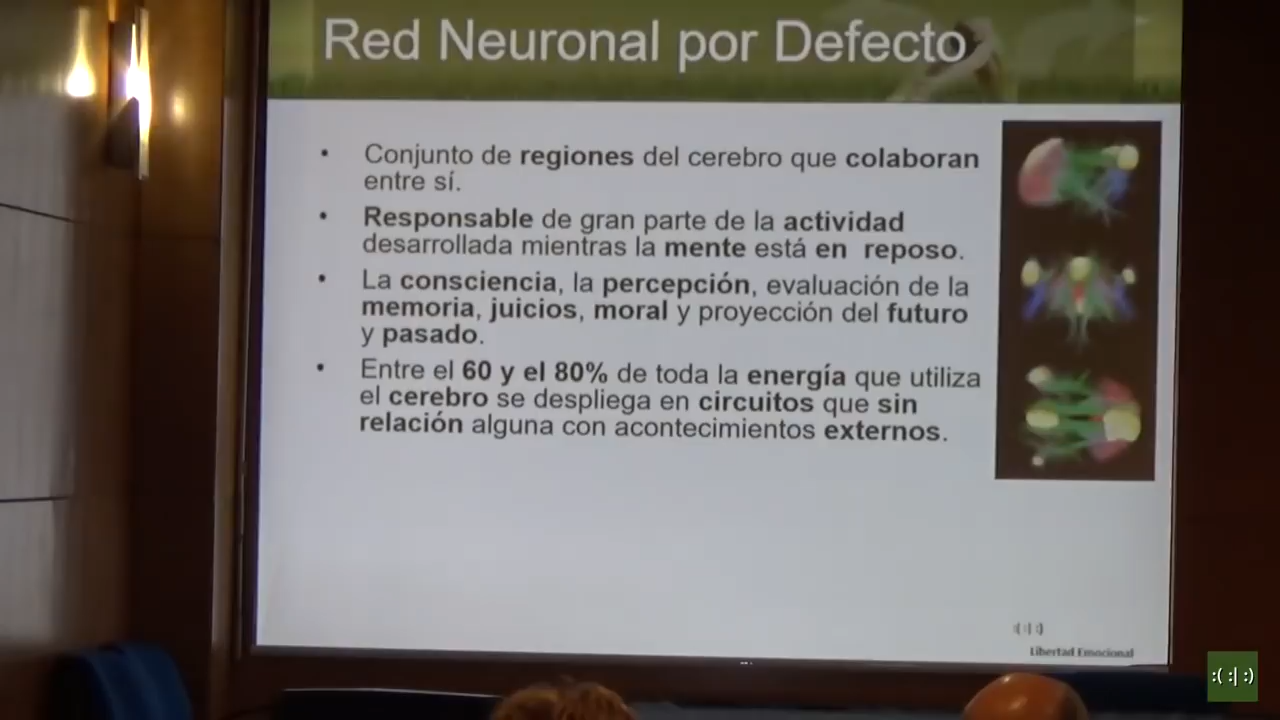 Red Neuronal por Defecto
• Conjunto de regiones del cerebro que colaboran
entre sí.
• Responsable de gran parte de la actividad
desarrollada mientras la mente está en reposo.
• La consciencia, la percepción, evaluación de la
memoria, juicios, moral y proyección del futuro
y pasado.
• Entre el 60 y el 80% de toda la energía que utiliza
el cerebro se despliega en circuitos que sin
relación alguna con acontecimientos externos.
:( :| :)
Libertad Emocional
:( :| :)